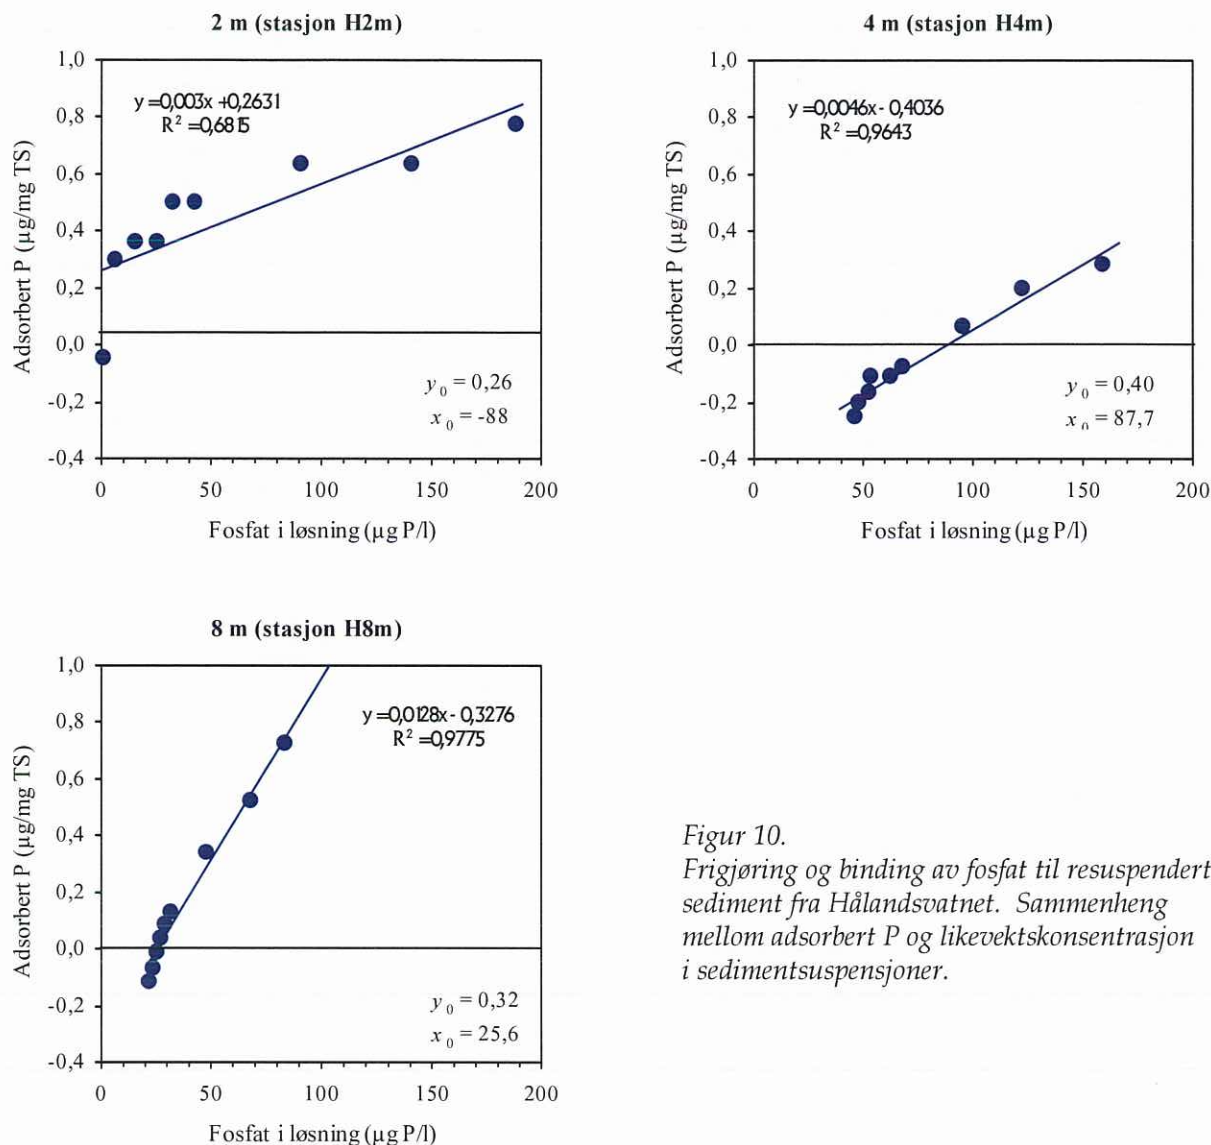 2 m (stasjon H2m)
1,0
0,8
0,6
0,4
0,2
0,0
-0,2
-0,4
Adsorbert P (µg/mg TS)
y =0,003x +0,2631
R² =0,6815
y₀ = 0,26
x₀ = -88
0 50 100 150 200
Fosfat i løsning (µg P/l)
4 m (stasjon H4m)
1,0
0,8
0,6
0,4
0,2
0,0
-0,2
-0,4
Adsorbert P (µg/mg TS)
y =0,0046x - 0,4036
R² =0,9643
y₀ = 0,40
x₀ = 87,7
0 50 100 150 200
Fosfat i løsning (µg P/l)
8 m (stasjon H8m)
1,0
0,8
0,6
0,4
0,2
0,0
-0,2
-0,4
Adsorbert P (µg/mg TS)
y =0,0128x - 0,3276
R² =0,9775
y₀ = 0,32
x₀ = 25,6
0 50 100 150 200
Fosfat i løsning (µg P/l)
Figur 10.
Frigjøring og binding av fosfat til resuspendert
sediment fra Hålandsvatnet. Sammenheng
mellom adsorbert P og likevektskonsentrasjon
i sedimentsuspensjoner.